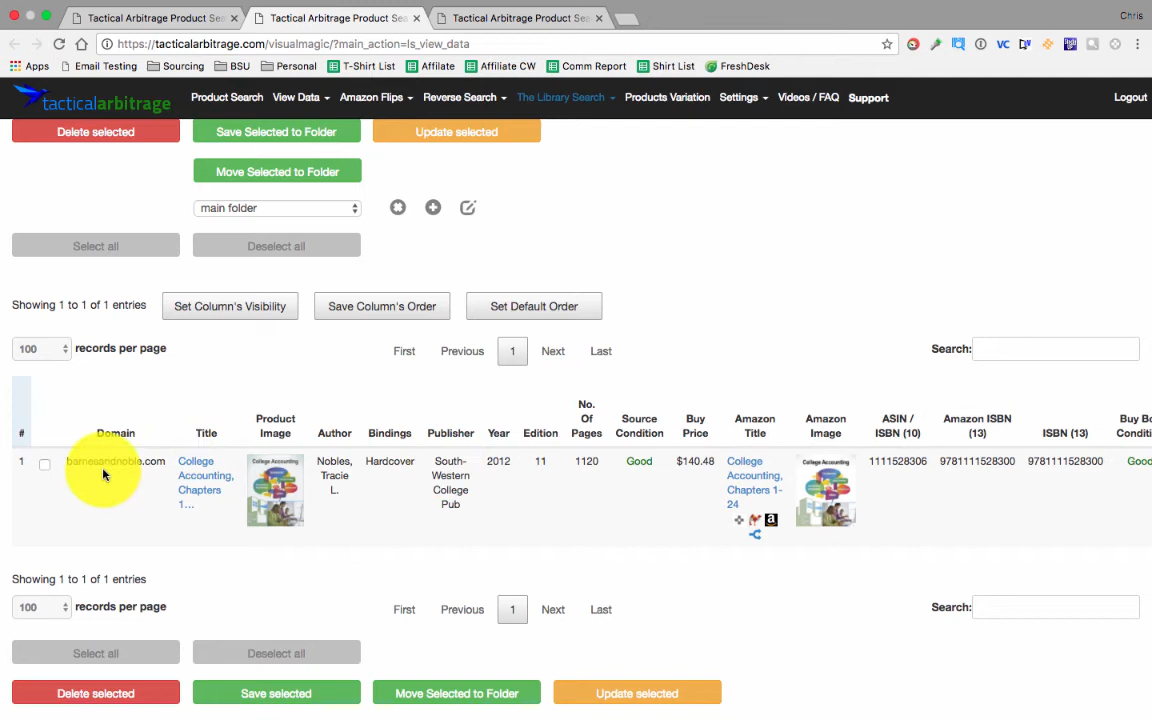 Tactical Arbitrage Product Sea
Tactical Arbitrage Product Sea
Tactical Arbitrage Product Sea
Chris
https://tacticalarbitrage.com/visualmagic/?main_action=ls_view_data
Apps Email Testing Sourcing BSU Personal T-Shirt List Affilate Affiliate CW Comm Report Shirt List FreshDesk
tacticalarbitrage
Product Search View Data Amazon Flips Reverse Search The Library Search Products Variation Settings Videos / FAQ Support Logout
Delete selected Save Selected to Folder Update selected
Move Selected to Folder
main folder
Select all Deselect all
Showing 1 to 1 of 1 entries Set Column's Visibility Save Column's Order Set Default Order
100 records per page First Previous 1 Next Last Search:
# Domain Title Product Image Author Bindings Publisher Year Edition No. Of Pages Source Condition Buy Price Amazon Title Amazon Image ASIN / ISBN (10) Amazon ISBN (13) ISBN (13) Buy Bo Conditi
1 barnesandnoble.com College Accounting, Chapters 1... Nobles, Tracie L. Hardcover South-Western College Pub 2012 11 1120 Good $140.48 College Accounting, Chapters 1-24 1111528306 9781111528300 9781111528300 Good
College Accounting
College Accounting
Showing 1 to 1 of 1 entries
100 records per page First Previous 1 Next Last Search:
Select all Deselect all
Delete selected Save selected Move Selected to Folder Update selected